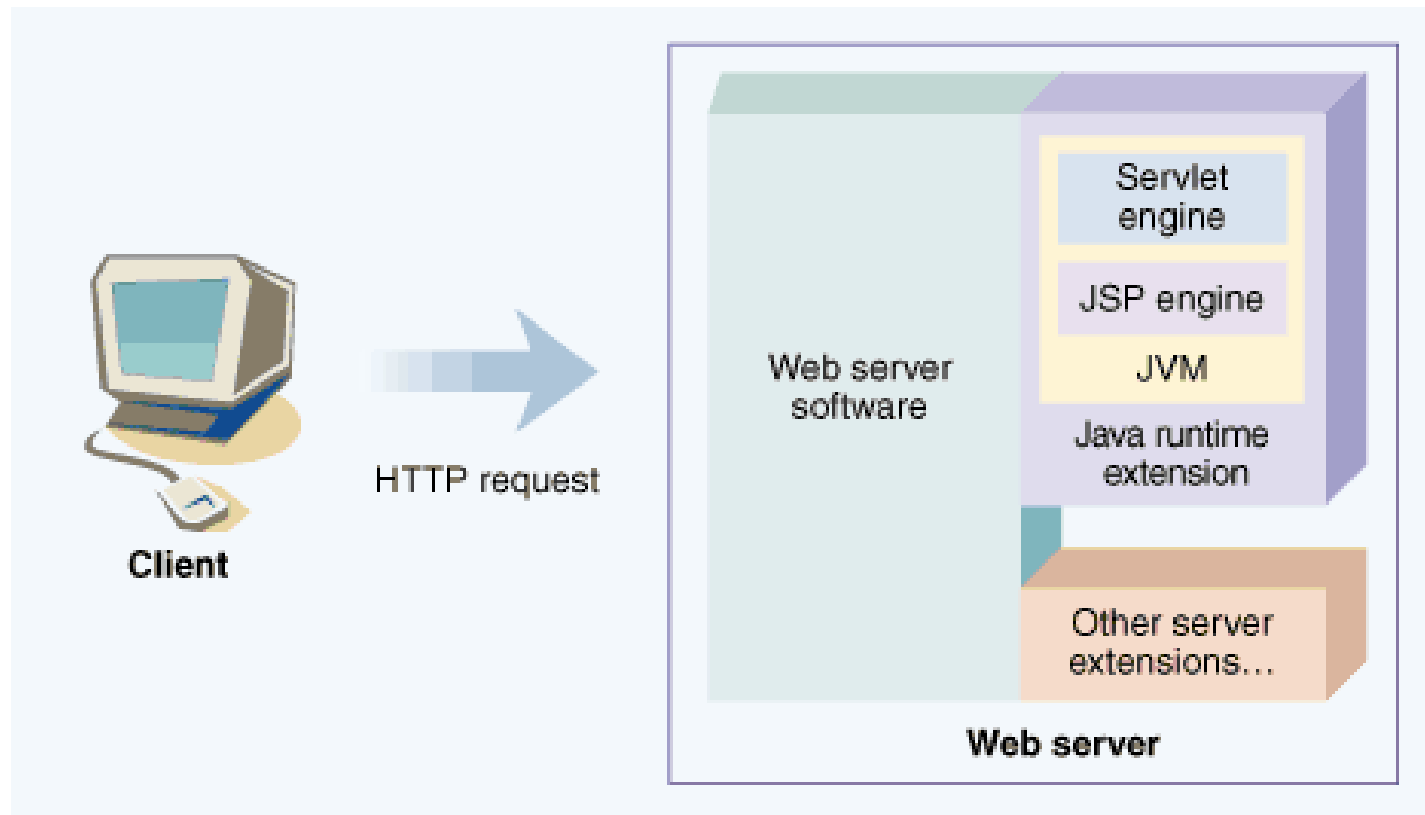 Client
HTTP request
Web server
software
Servlet
engine
JSP engine
JVM
Java runtime
extension
Other server
extensions…
Web server